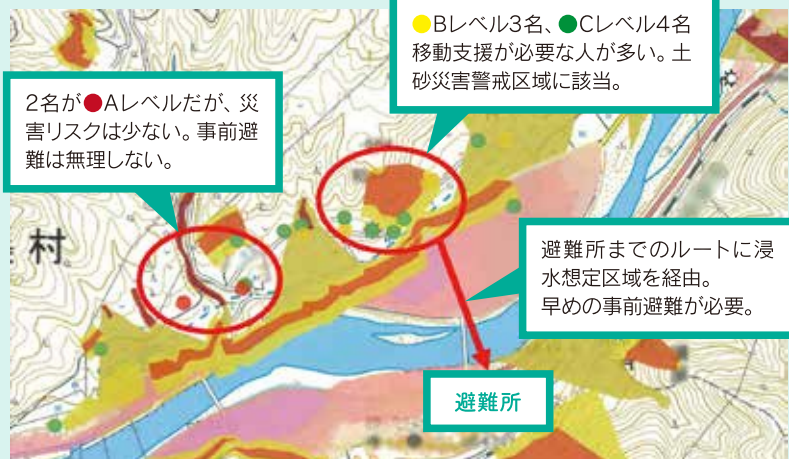 ●Bレベル3名、●Cレベル4名
移動支援が必要な人が多い。土
砂災害警戒区域に該当。
2名が●Aレベルだが、災
害リスクは少ない。事前避
難は無理しない。
村
避難所までのルートに浸
水想定区域を経由。
早めの事前避難が必要。
避難所